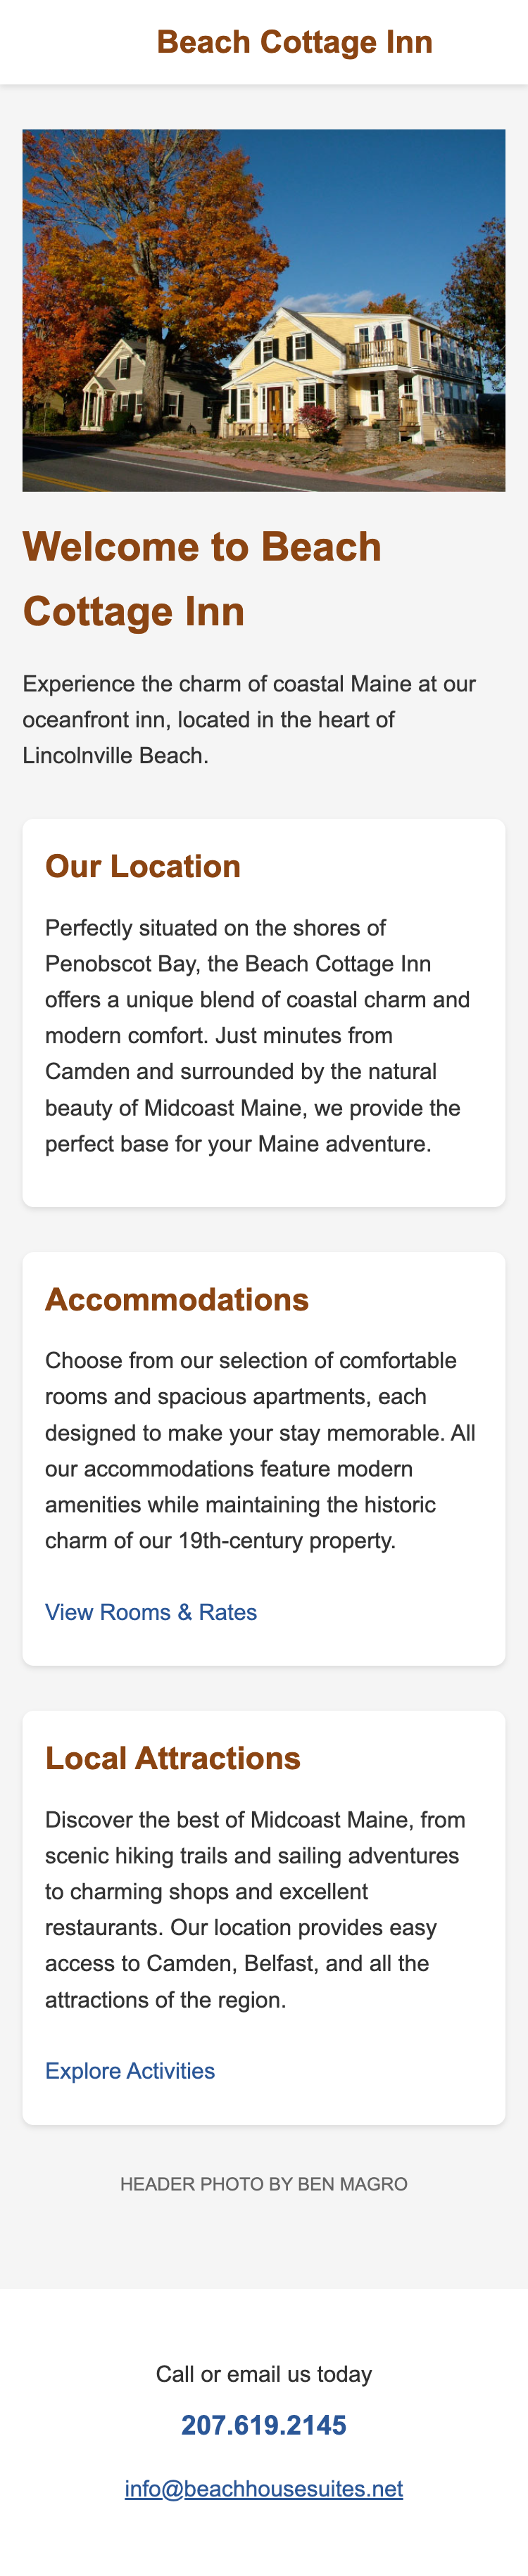 Beach Cottage Inn
Welcome to Beach
Cottage Inn
Experience the charm of coastal Maine at our
oceanfront inn, located in the heart of
Lincolnville Beach.
Our Location
Perfectly situated on the shores of
Penobscot Bay, the Beach Cottage Inn
offers a unique blend of coastal charm and
modern comfort. Just minutes from
Camden and surrounded by the natural
beauty of Midcoast Maine, we provide the
perfect base for your Maine adventure.
Accommodations
Choose from our selection of comfortable
rooms and spacious apartments, each
designed to make your stay memorable. All
our accommodations feature modern
amenities while maintaining the historic
charm of our 19th-century property.
View Rooms & Rates
Local Attractions
Discover the best of Midcoast Maine, from
scenic hiking trails and sailing adventures
to charming shops and excellent
restaurants. Our location provides easy
access to Camden, Belfast, and all the
attractions of the region.
Explore Activities
HEADER PHOTO BY BEN MAGRO
Call or email us today
207.619.2145
info@beachhousesuites.net